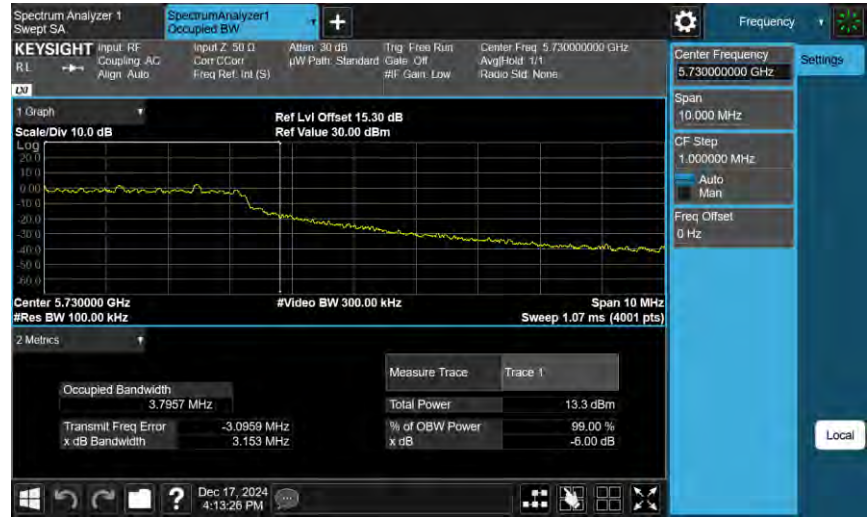 Spectrum Analyzer 1
Swept SA
SpectrumAnalyzer1
Occupied BW
Frequency
KEYSIGHT
RL
LXI
Input: RF
Coupling: AC
Align: Auto
Input Z: 50 Ω
Corr CCorr
Freq Ref: Int (S)
Atten: 30 dB
µW Path: Standard
Trig: Free Run
Gate: Off
#IF Gain: Low
Center Freq: 5.730000000 GHz
Avg|Hold: 1/1
Radio Std: None
Center Frequency
5.730000000 GHz
Settings
Span
10.000 MHz
CF Step
1.000000 MHz
Auto
Man
Freq Offset
0 Hz
1 Graph
Scale/Div 10.0 dB
Ref Lvl Offset 15.30 dB
Ref Value 30.00 dBm
Log
20.0
10.0
0.00
-10.0
-20.0
-30.0
-40.0
-50.0
-60.0
Center 5.730000 GHz
#Res BW 100.00 kHz
#Video BW 300.00 kHz
Span 10 MHz
Sweep 1.07 ms (4001 pts)
2 Metrics
Measure Trace Trace 1
Occupied Bandwidth
3.7957 MHz
Total Power 13.3 dBm
Transmit Freq Error -3.0959 MHz
% of OBW Power 99.00 %
x dB Bandwidth 3.153 MHz
x dB -6.00 dB
Local
?
Dec 17, 2024
4:13:26 PM